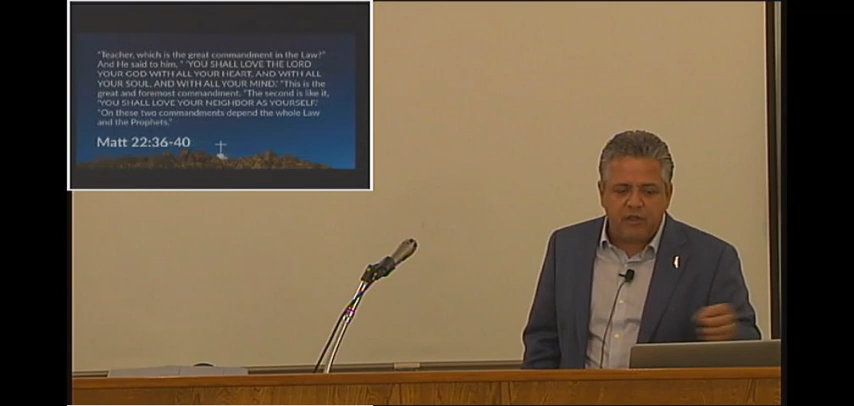 "Teacher, which is the great commandment in the Law?"
And He said to him, " 'YOU SHALL LOVE THE LORD
YOUR GOD WITH ALL YOUR HEART, AND WITH ALL
YOUR SOUL, AND WITH ALL YOUR MIND.' "This is the
great and foremost commandment. "The second is like it,
'YOU SHALL LOVE YOUR NEIGHBOR AS YOURSELF.'
"On these two commandments depend the whole Law
and the Prophets."
Matt 22:36-40